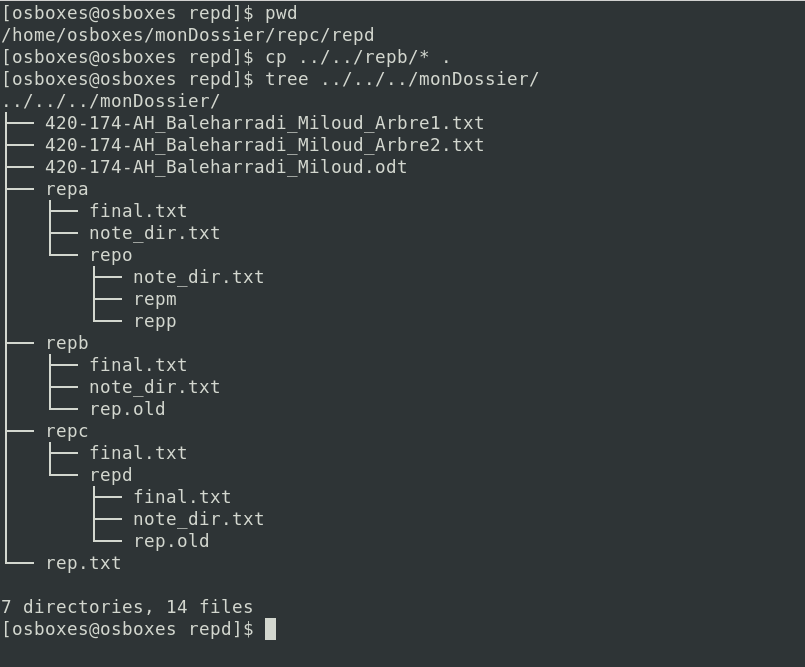 [osboxes@osboxes repd]$ pwd
/home/osboxes/monDossier/repc/repd
[osboxes@osboxes repd]$ cp ../../repb/* .
[osboxes@osboxes repd]$ tree ../../../monDossier/
../../../monDossier/
├── 420-174-AH_Baleharradi_Miloud_Arbre1.txt
├── 420-174-AH_Baleharradi_Miloud_Arbre2.txt
├── 420-174-AH_Baleharradi_Miloud.odt
├── repa
│   ├── final.txt
│   ├── note_dir.txt
│   └── repo
│       ├── note_dir.txt
│       ├── repm
│       └── repp
├── repb
│   ├── final.txt
│   ├── note_dir.txt
│   └── rep.old
├── repc
│   ├── final.txt
│   └── repd
│       ├── final.txt
│       ├── note_dir.txt
│       └── rep.old
└── rep.txt
7 directories, 14 files
[osboxes@osboxes repd]$